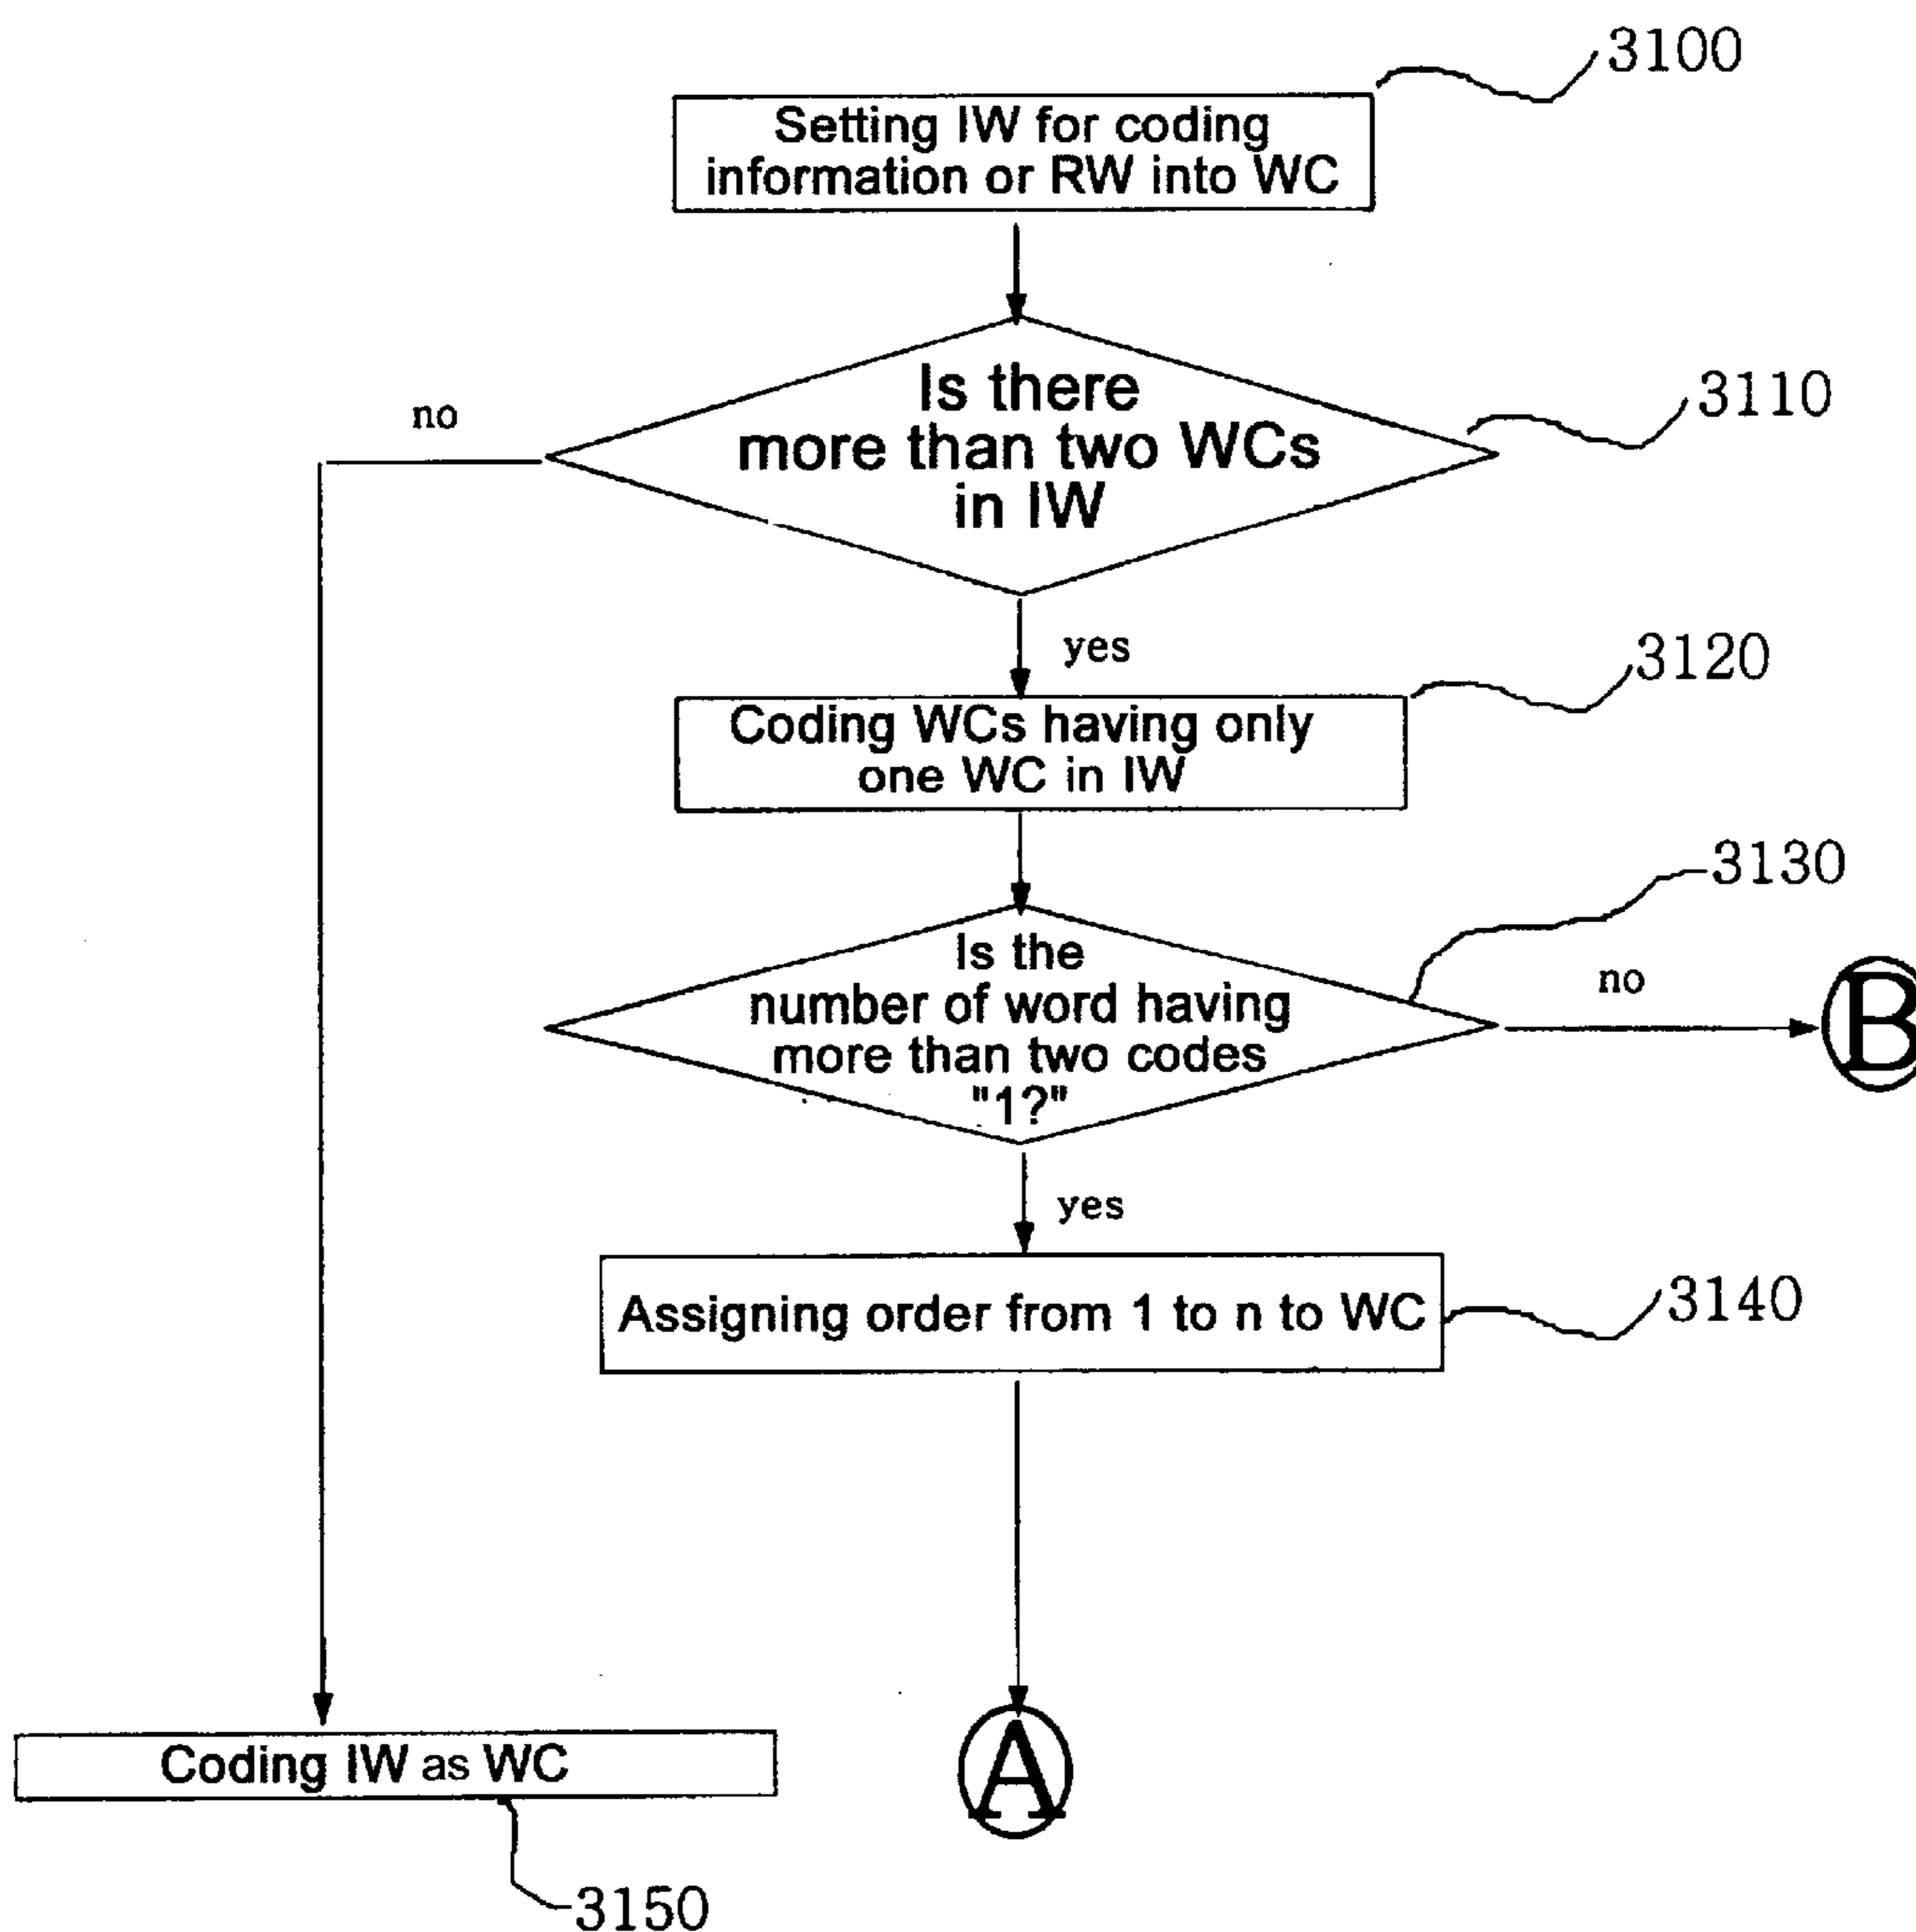 3100
Setting IW for coding
information or RW into WC
Is there
more than two WCs
in IW
3110
no
yes
3120
Coding WCs having only
one WC in IW
3130
Is the
number of word having
more than two codes
"1?"
no
B
yes
Assigning order from 1 to n to WC
3140
A
Coding IW as WC
3150